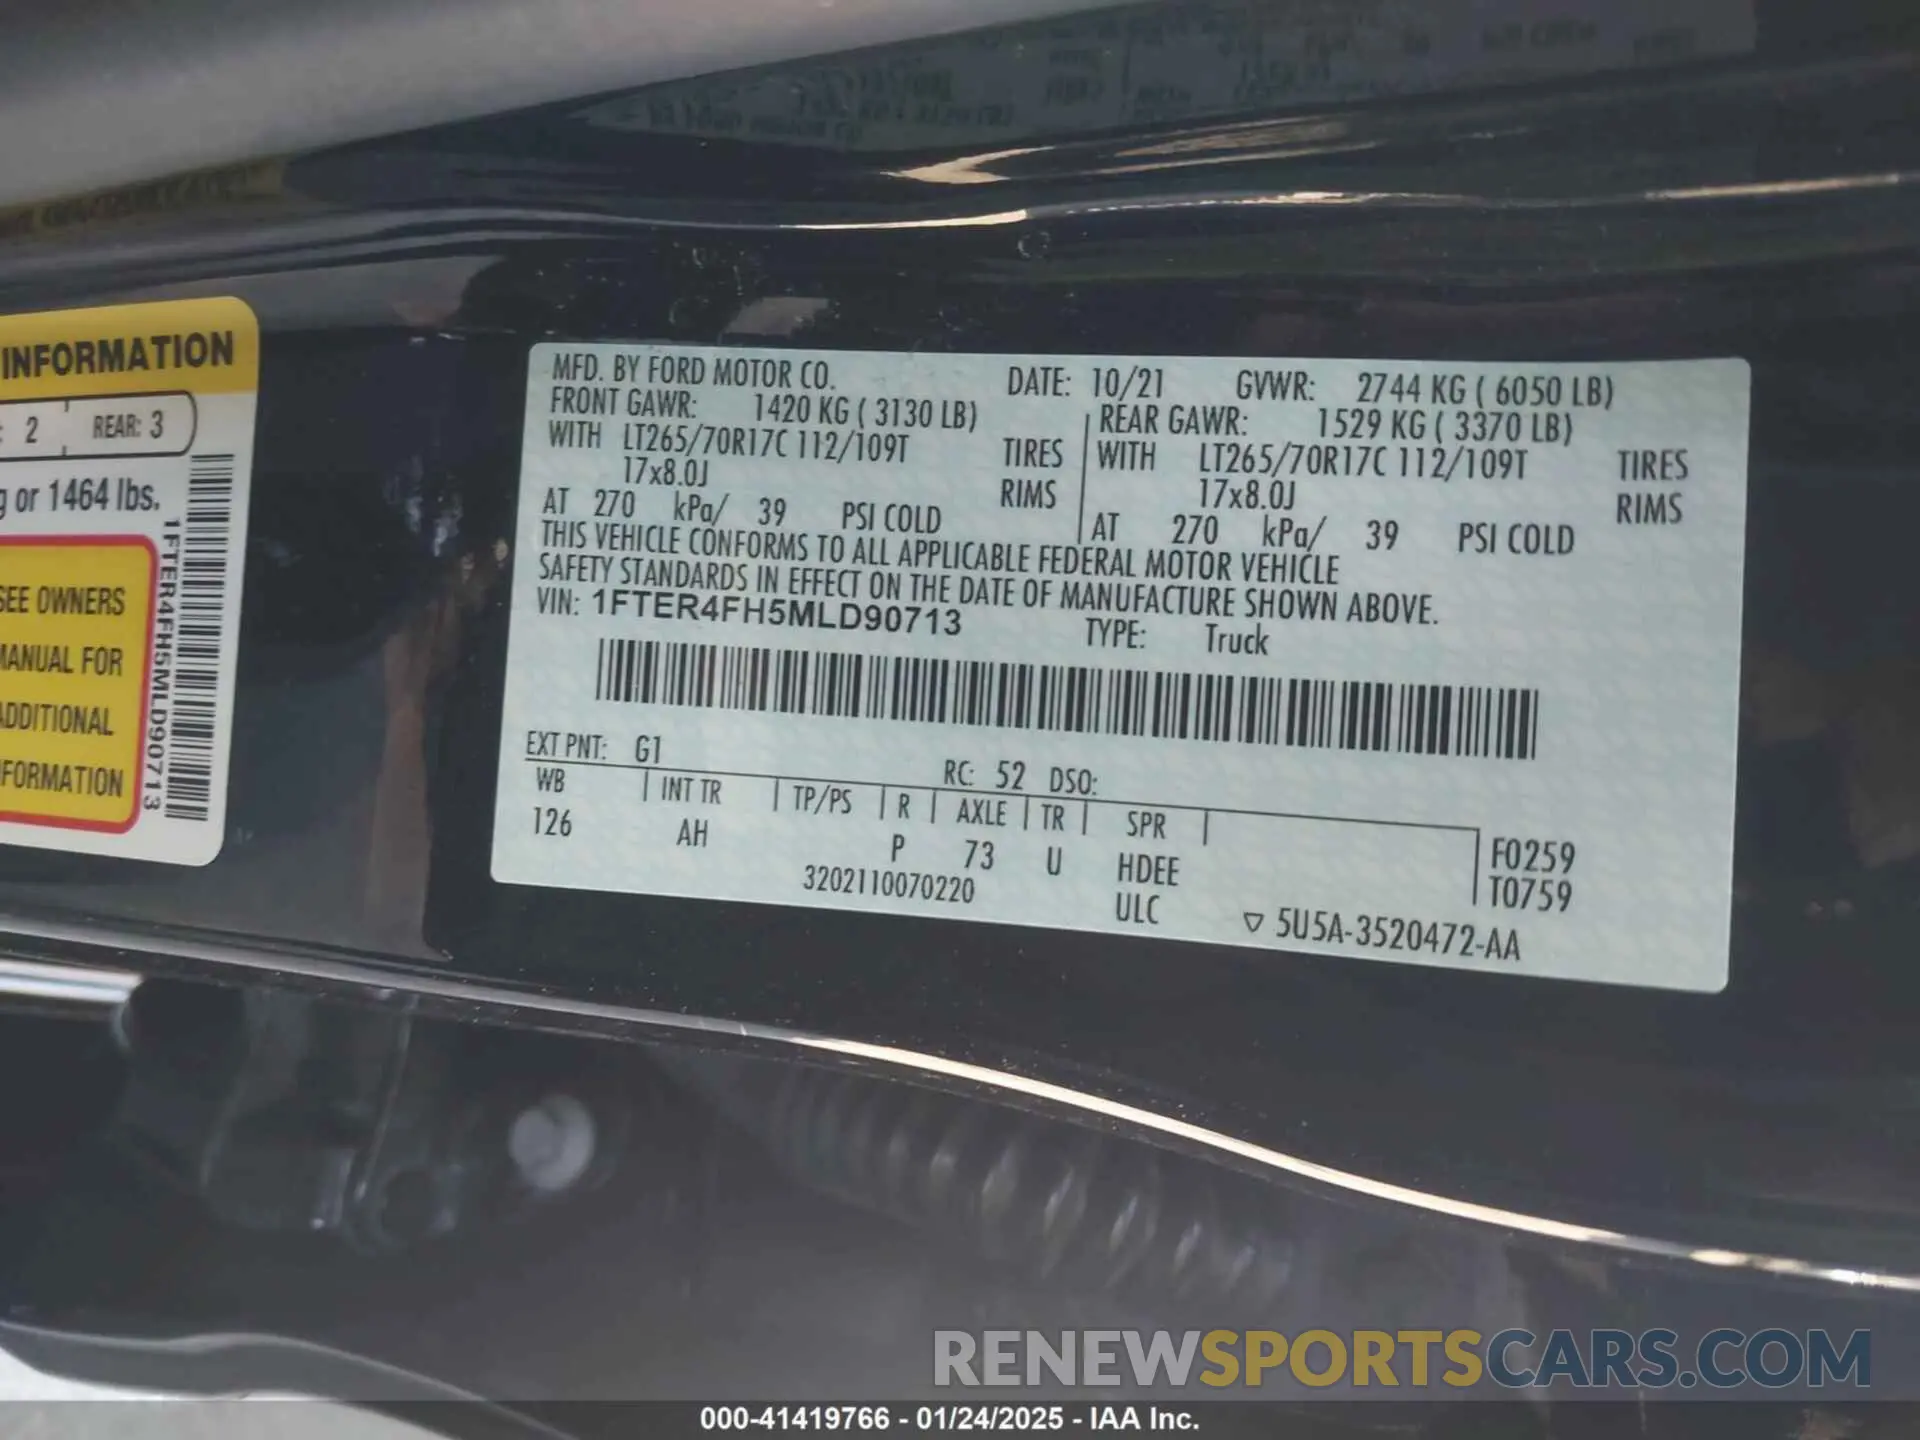 INFORMATION
2 REAR: 3
or 1464 lbs.
SEE OWNERS
MANUAL FOR
ADDITIONAL
FORMATION
1FTER4FH5MLD90713
MFD. BY FORD MOTOR CO. DATE: 10/21 GVWR: 2744 KG ( 6050 LB)
FRONT GAWR: 1420 KG ( 3130 LB) REAR GAWR: 1529 KG ( 3370 LB)
WITH LT265/70R17C 112/109T TIRES WITH LT265/70R17C 112/109T TIRES
17x8.0J RIMS 17x8.0J RIMS
AT 270 kPa/ 39 PSI COLD AT 270 kPa/ 39 PSI COLD
THIS VEHICLE CONFORMS TO ALL APPLICABLE FEDERAL MOTOR VEHICLE
SAFETY STANDARDS IN EFFECT ON THE DATE OF MANUFACTURE SHOWN ABOVE.
VIN: 1FTER4FH5MLD90713 TYPE: Truck
EXT PNT: G1 RC: 52 DSO:
WB INT TR TP/PS R AXLE TR SPR
126 AH P 73 U HDEE F0259
3202110070220 ULC T0759
▽ 5U5A-3520472-AA
RENEWSPORTSCARS.COM
000-41419766 - 01/24/2025 - IAA Inc.